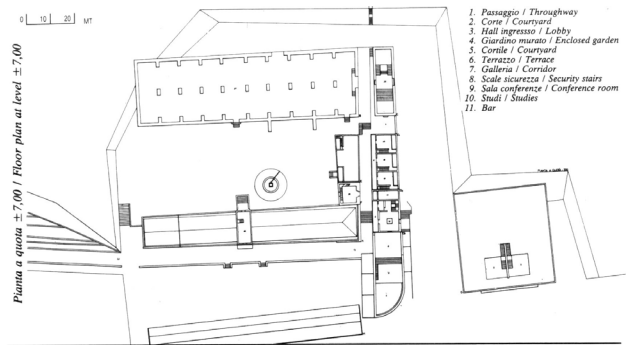 0 10 20 MT
1. Passaggio / Throughway
2. Corte / Courtyard
3. Hall ingressso / Lobby
4. Giardino murato / Enclosed garden
5. Cortile / Courtyard
6. Terrazzo / Terrace
7. Galleria / Corridor
8. Scale sicurezza / Security stairs
9. Sala conferenze / Conference room
10. Studi / Studies
11. Bar
Pianta a quota ±7,00 / Floor plan at level ±7,00